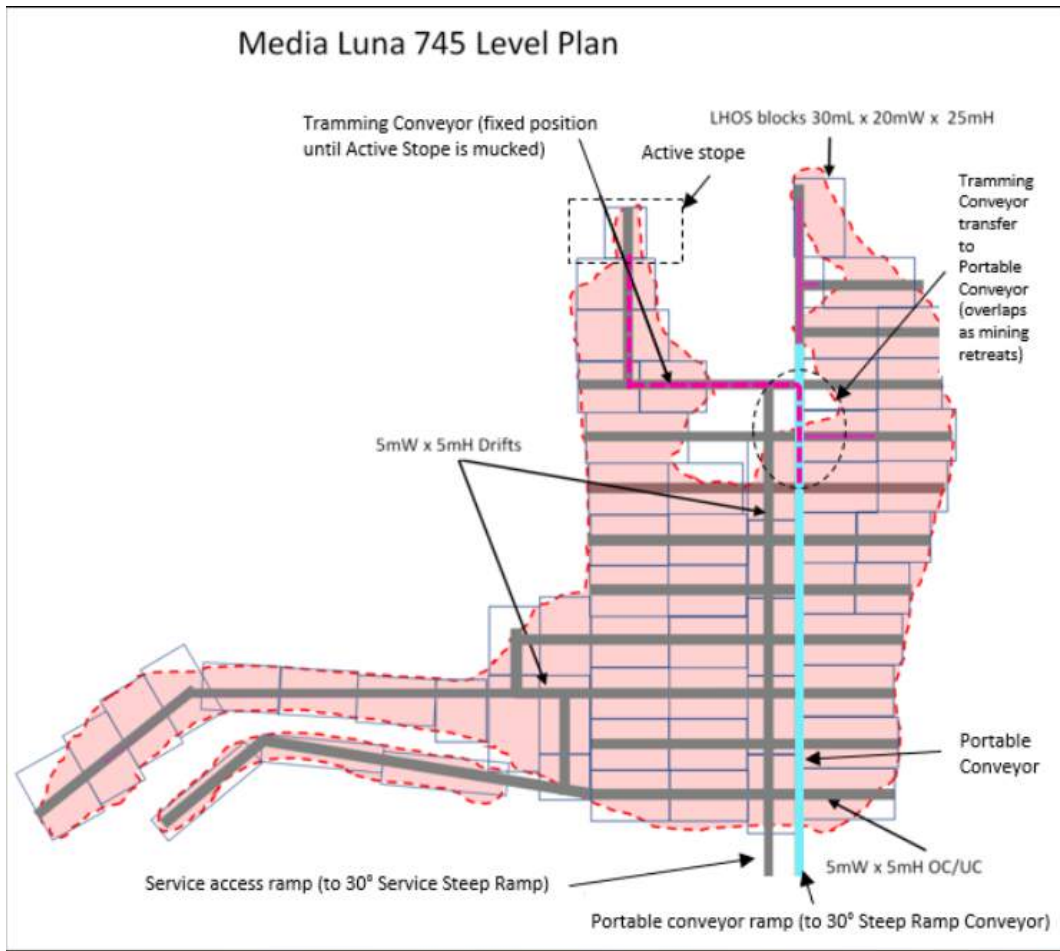 Media Luna 745 Level Plan
Tramming Conveyor (fixed position
until Active Stope is mucked)
LHOS blocks 30mL x 20mW x 25mH
Active stope
Tramming
Conveyor
transfer
to
Portable
Conveyor
(overlaps
as mining
retreats)
5mW x 5mH Drifts
Portable
Conveyor
5mW x 5mH OC/UC
Service access ramp (to 30° Service Steep Ramp)
Portable conveyor ramp (to 30° Steep Ramp Conveyor)